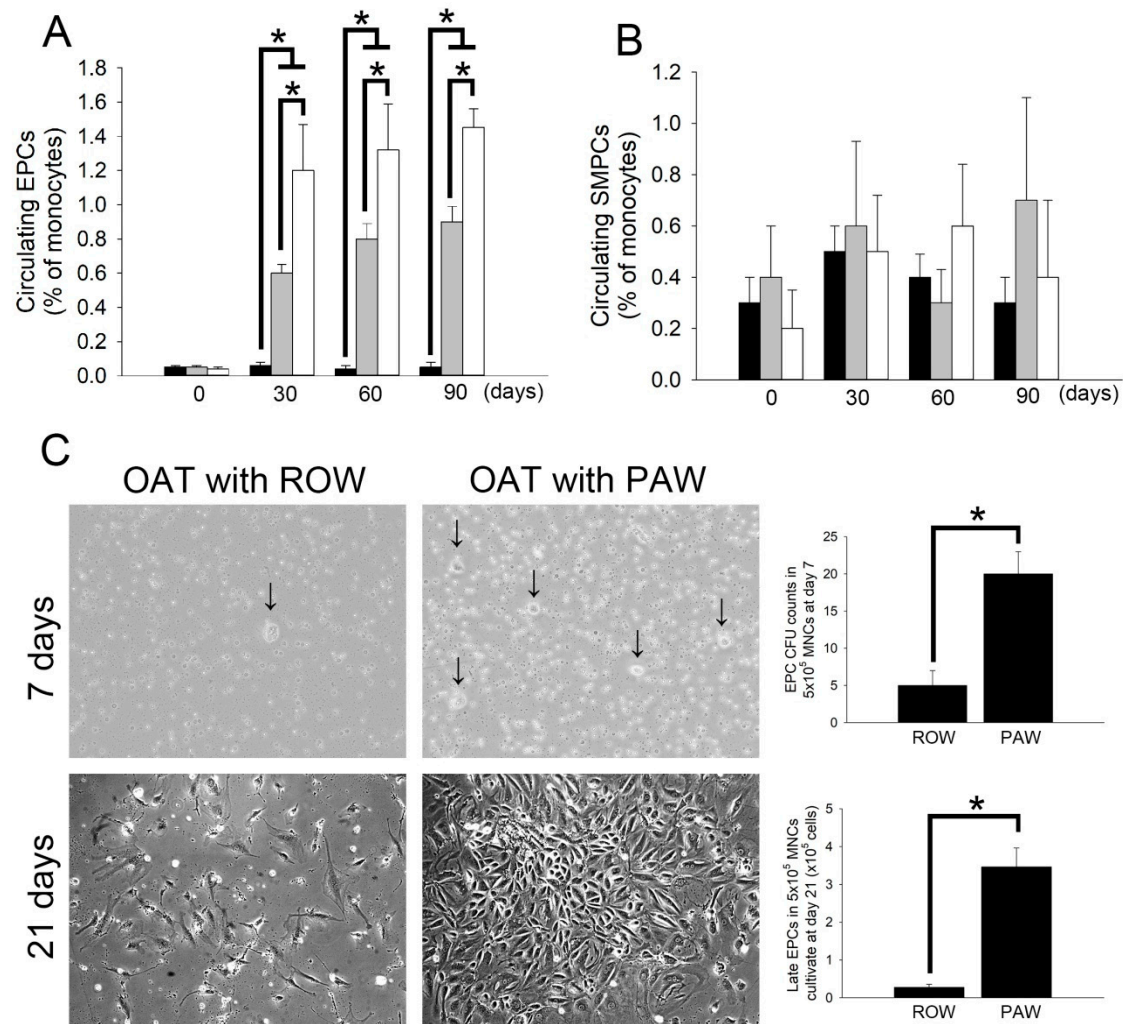 A
Circulating EPCs
(% of monocytes)
1.8
1.6
1.4
1.2
1.0
0.8
0.6
0.4
0.2
0.0
* * *
* * *
0 30 60 90 (days)
B
Circulating SMPCs
(% of monocytes)
1.2
1.0
0.8
0.6
0.4
0.2
0.0
0 30 60 90 (days)
C
OAT with ROW OAT with PAW
7 days
↓
↓ ↓ ↓ ↓ ↓
EPC CFU counts in
5x10⁵ MNCs at day 7
25
20
15
10
5
0
*
ROW PAW
21 days
Late EPCs in 5x10⁵ MNCs
cultivate at day 21 (x10⁵ cells)
5
4
3
2
1
0
*
ROW PAW